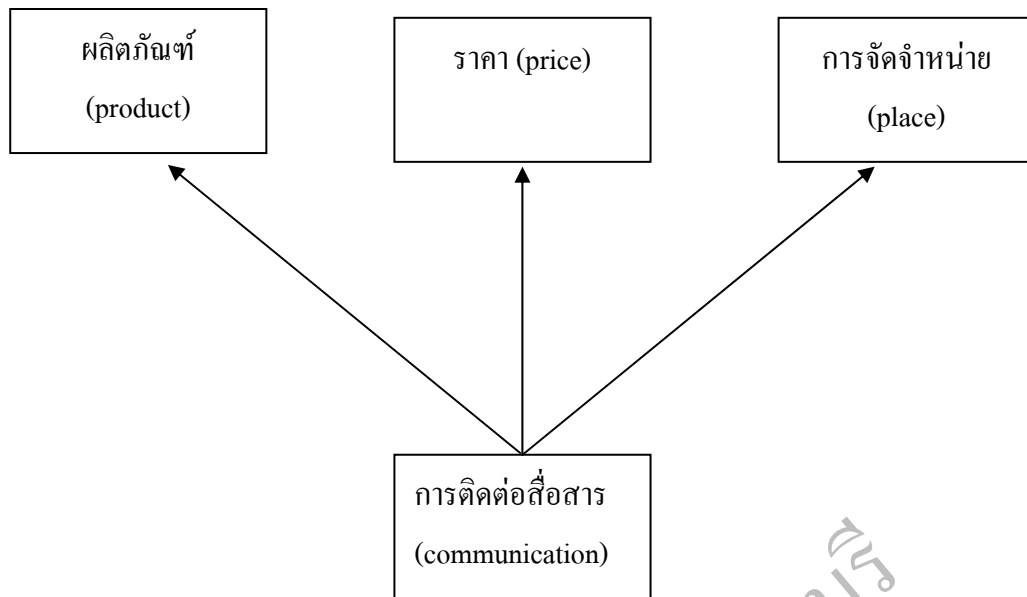 ผลิตภัณฑ์
(product)
ราคา (price)
การจัดจำหน่าย
(place)
การติดต่อสื่อสาร
(communication)